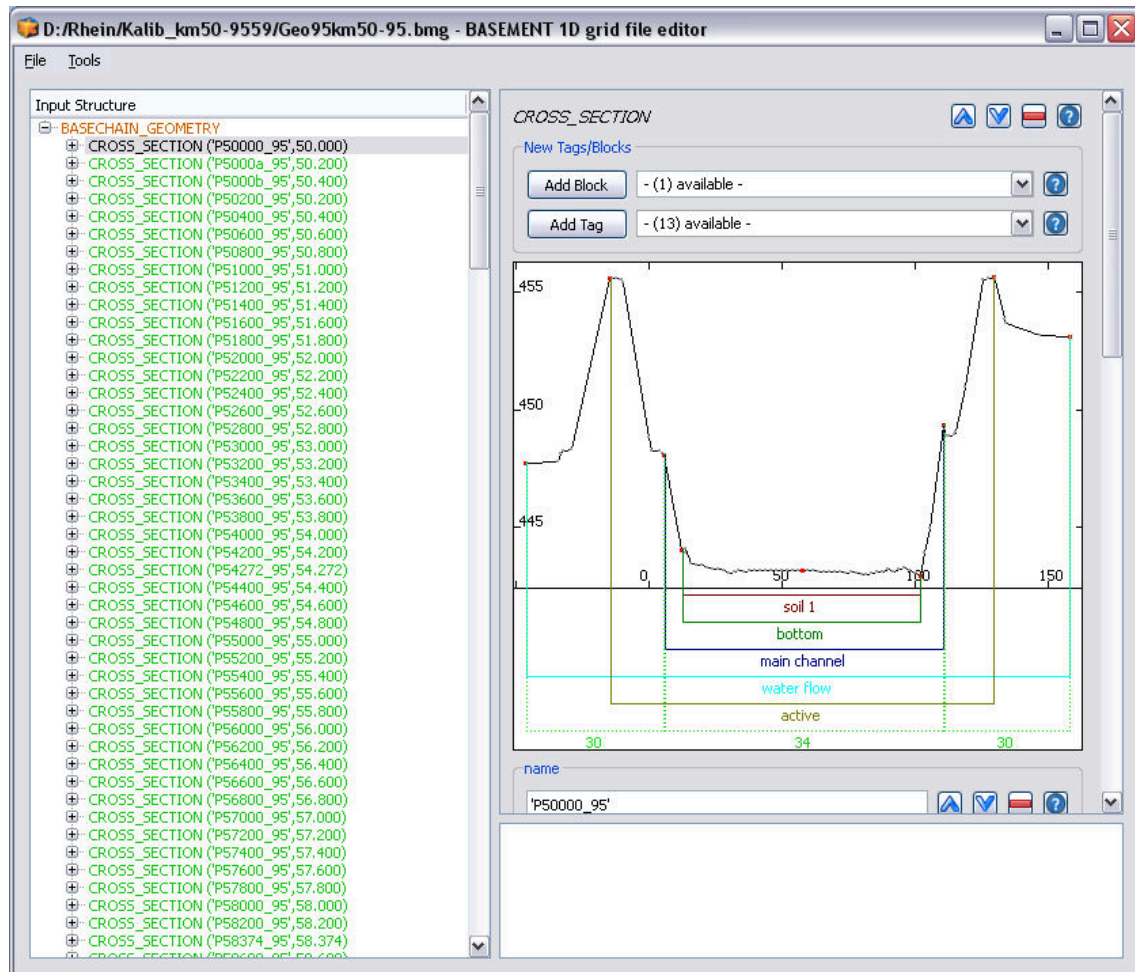 D:/Rhein/Kalib_km50-9559/Geo95km50-95.bmg - BASEMENT 1D grid file editor
File Tools
Input Structure
BASECHAIN_GEOMETRY
CROSS_SECTION ('P50000_95',50.000)
CROSS_SECTION ('P5000a_95',50.200)
CROSS_SECTION ('P5000b_95',50.400)
CROSS_SECTION ('P50200_95',50.200)
CROSS_SECTION ('P50400_95',50.400)
CROSS_SECTION ('P50600_95',50.600)
CROSS_SECTION ('P50800_95',50.800)
CROSS_SECTION ('P51000_95',51.000)
CROSS_SECTION ('P51200_95',51.200)
CROSS_SECTION ('P51400_95',51.400)
CROSS_SECTION ('P51600_95',51.600)
CROSS_SECTION ('P51800_95',51.800)
CROSS_SECTION ('P52000_95',52.000)
CROSS_SECTION ('P52200_95',52.200)
CROSS_SECTION ('P52400_95',52.400)
CROSS_SECTION ('P52600_95',52.600)
CROSS_SECTION ('P52800_95',52.800)
CROSS_SECTION ('P53000_95',53.000)
CROSS_SECTION ('P53200_95',53.200)
CROSS_SECTION ('P53400_95',53.400)
CROSS_SECTION ('P53600_95',53.600)
CROSS_SECTION ('P53800_95',53.800)
CROSS_SECTION ('P54000_95',54.000)
CROSS_SECTION ('P54200_95',54.200)
CROSS_SECTION ('P54272_95',54.272)
CROSS_SECTION ('P54400_95',54.400)
CROSS_SECTION ('P54600_95',54.600)
CROSS_SECTION ('P54800_95',54.800)
CROSS_SECTION ('P55000_95',55.000)
CROSS_SECTION ('P55200_95',55.200)
CROSS_SECTION ('P55400_95',55.400)
CROSS_SECTION ('P55600_95',55.600)
CROSS_SECTION ('P55800_95',55.800)
CROSS_SECTION ('P56000_95',56.000)
CROSS_SECTION ('P56200_95',56.200)
CROSS_SECTION ('P56400_95',56.400)
CROSS_SECTION ('P56600_95',56.600)
CROSS_SECTION ('P56800_95',56.800)
CROSS_SECTION ('P57000_95',57.000)
CROSS_SECTION ('P57200_95',57.200)
CROSS_SECTION ('P57400_95',57.400)
CROSS_SECTION ('P57600_95',57.600)
CROSS_SECTION ('P57800_95',57.800)
CROSS_SECTION ('P58000_95',58.000)
CROSS_SECTION ('P58200_95',58.200)
CROSS_SECTION ('P58374_95',58.374)
CROSS_SECTION
CROSS_SECTION
New Tags/Blocks
Add Block - (1) available -
Add Tag - (13) available -
455
450
445
0 50 100 150
soil 1
bottom
main channel
water flow
active
30 34 30
name
'P50000_95'